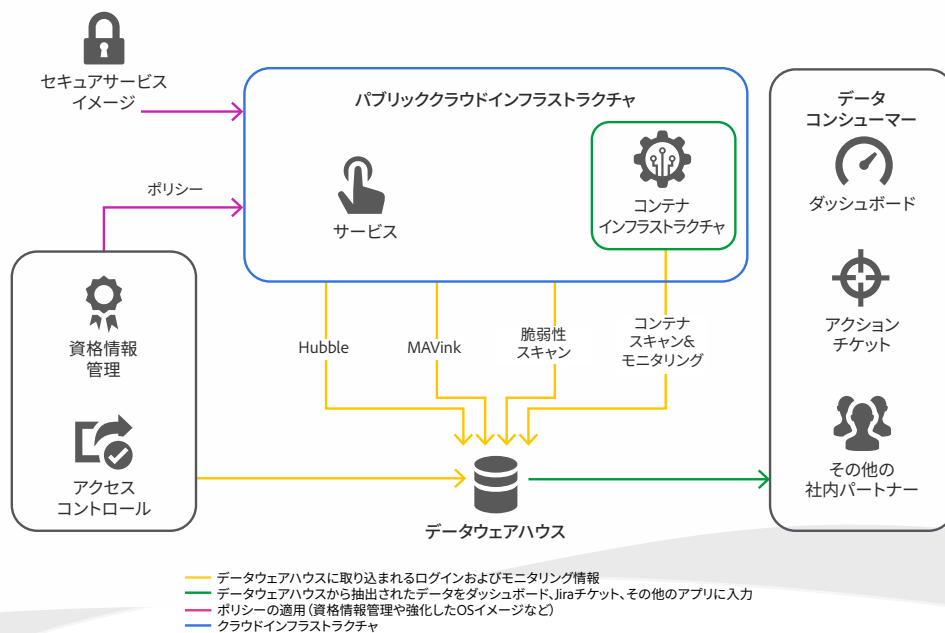 セキュアサービス
イメージ
パブリッククラウドインフラストラクチャ
データ
コンシューマー
ポリシー
サービス
コンテナ
インフラストラクチャ
ダッシュボード
資格情報
管理
Hubble
MAVink
脆弱性
スキャン
コンテナ
スキャン&
モニタリング
アクション
チケット
アクセス
コントロール
その他の
社内パートナー
データウェアハウス
データウェアハウスに取り込まれるログインおよびモニタリング情報
データウェアハウスから抽出されたデータをダッシュボード、Jiraチケット、その他のアプリに入力
ポリシーの適用（資格情報管理や強化したOSイメージなど）
クラウドインフラストラクチャ